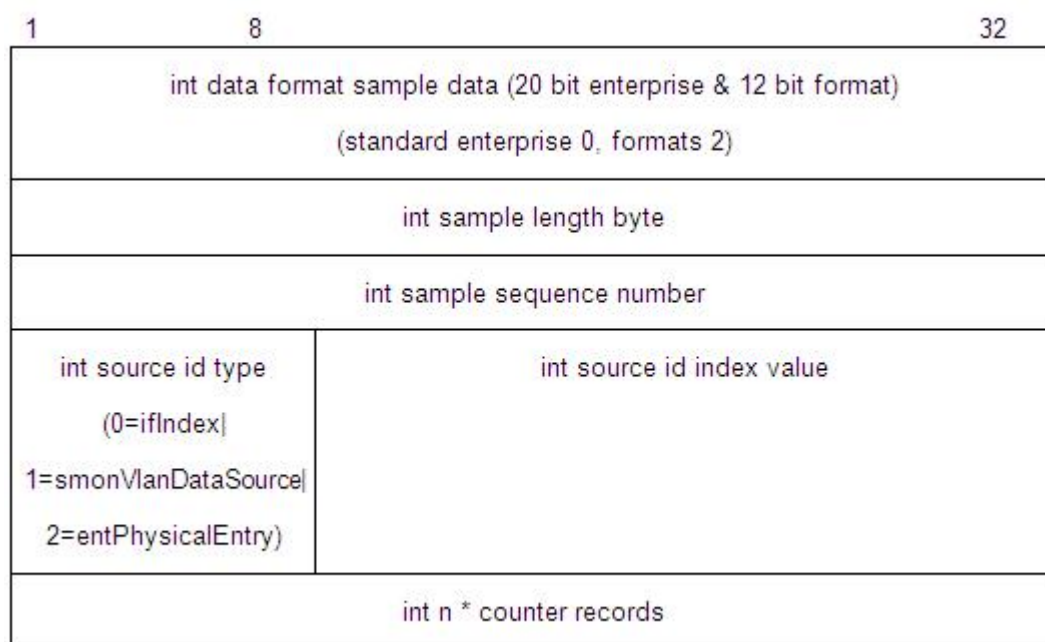 1 8 32
int data format sample data (20 bit enterprise & 12 bit format)
(standard enterprise 0, formats 2)
int sample length byte
int sample sequence number
int source id type
(0=ifIndex|
1=smonVlanDataSource|
2=entPhysicalEntry)
int source id index value
int n * counter records